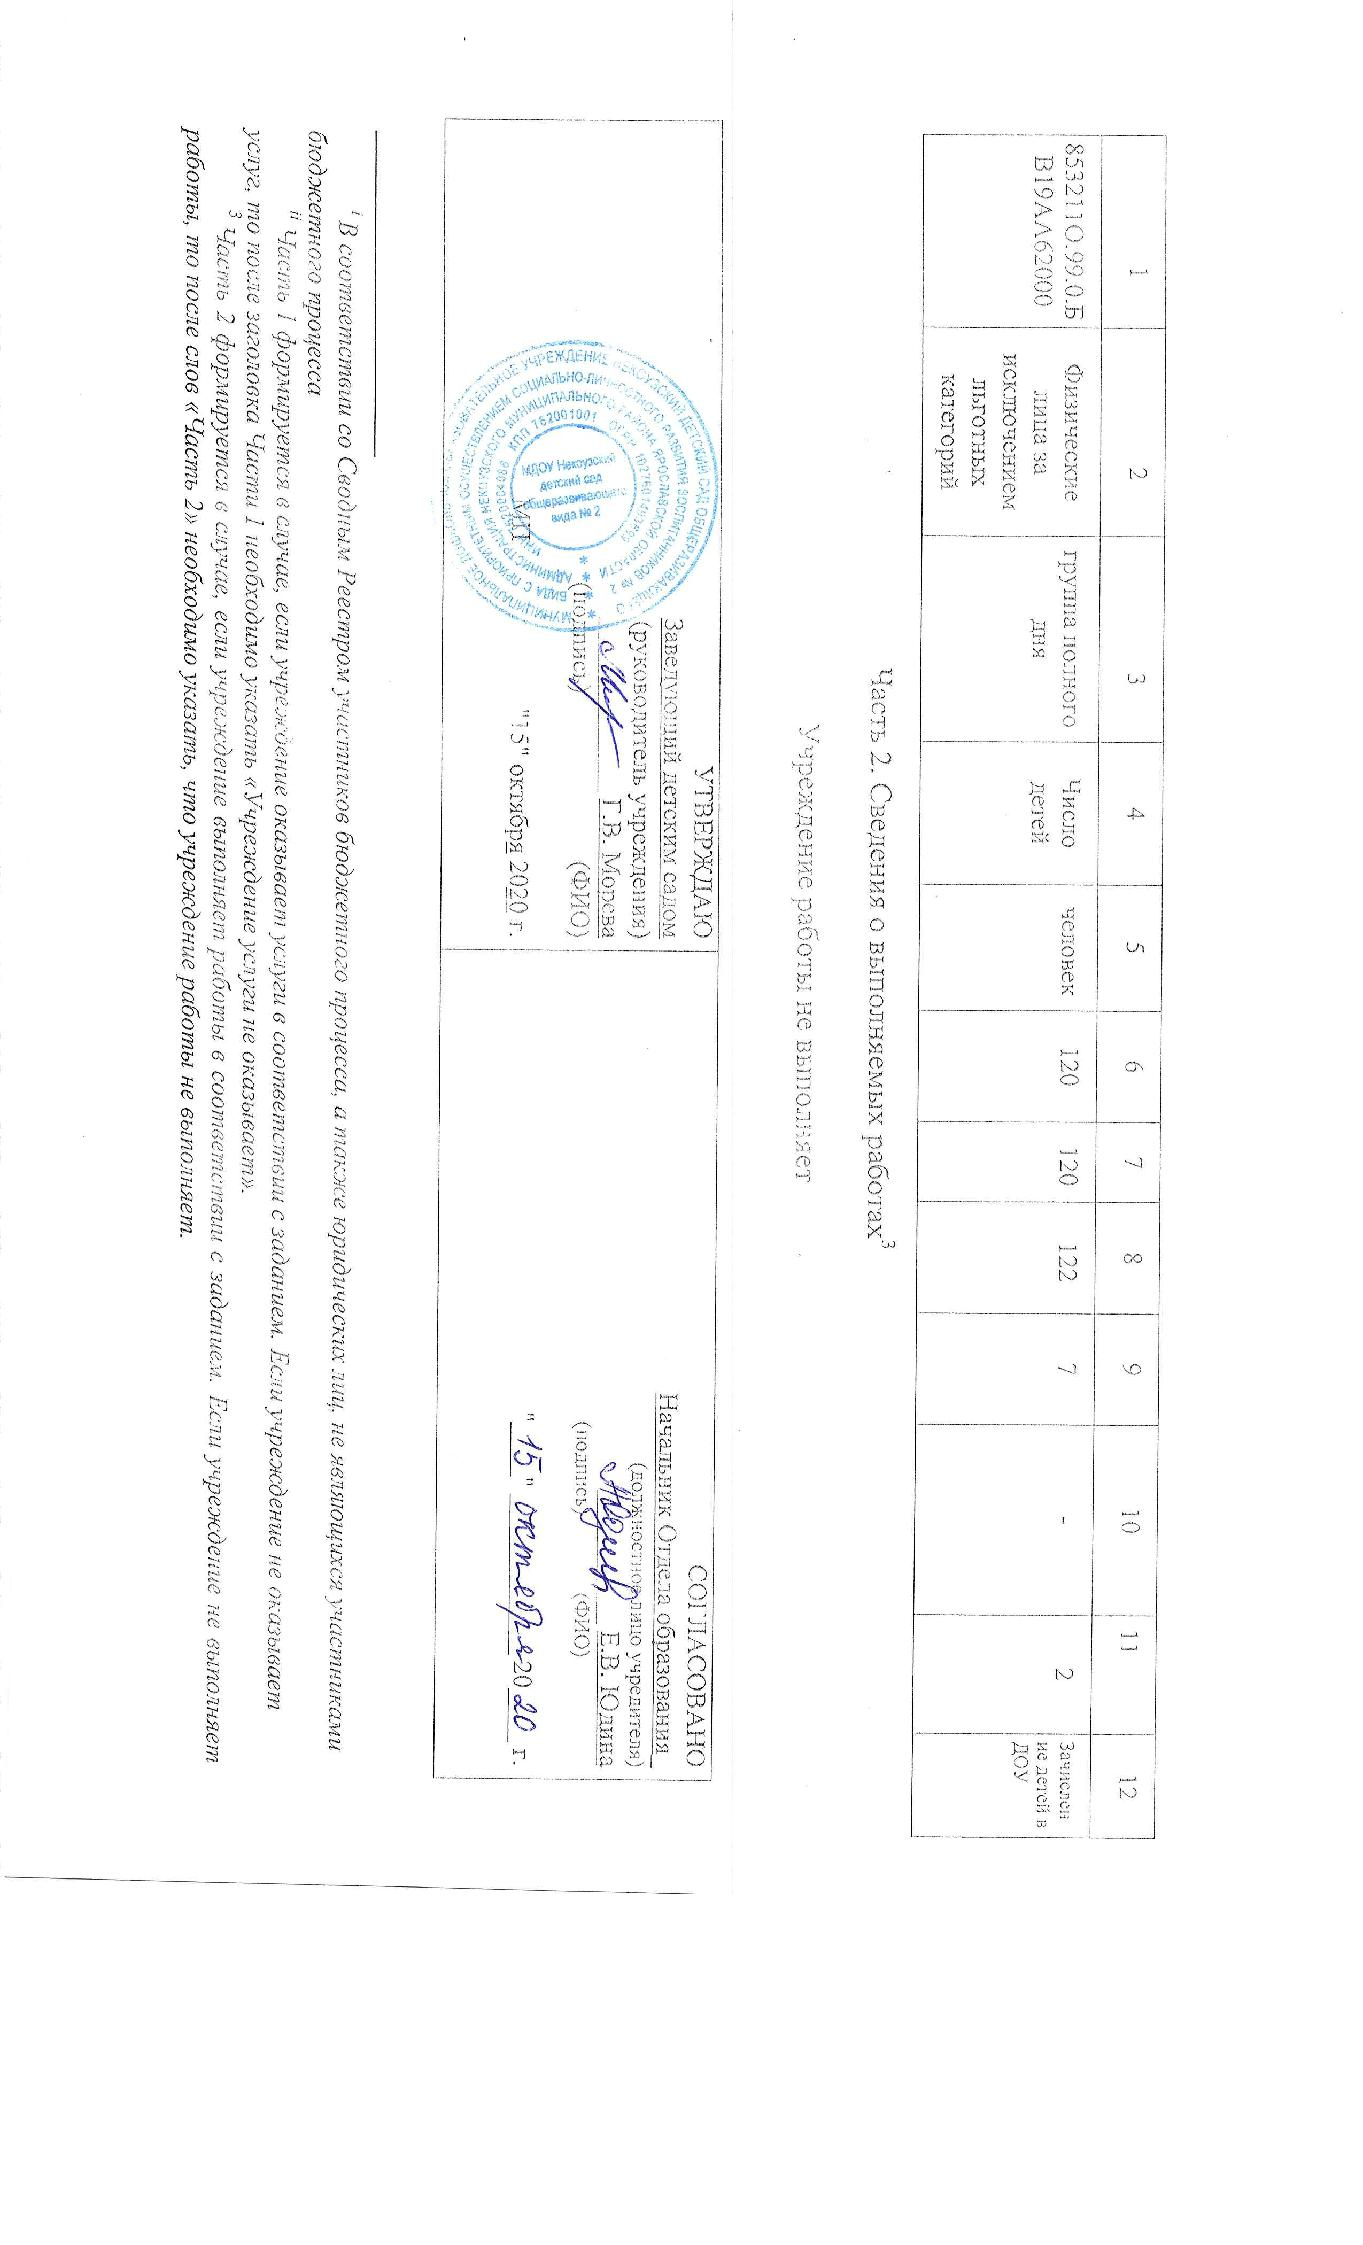 1 2 3 4 5 6 7 8 9 10 11 12
853211О.99.0.Б
В19АА62000
Физические
лица за
исключением
льготных
категорий
группа полного
дня
Число
детей
человек
120
120
122
7
-
2
Зачислен
ие детей в
ДОУ
Часть 2. Сведения о выполняемых работах3
Учреждение работы не выполняет
УТВЕРЖДАЮ
Заведующий детским садом
(руководитель учреждения)
Г.В. Морева
(подпись) (ФИО)
МП
"15" октября 2020 г.
МДОУ Некоузский
детский сад
общеразвивающего
вида № 2
СОГЛАСОВАНО
Начальник Отдела образования
(должностное лицо учредителя)
Е.В. Юдина
(подпись) (ФИО)
" 15 " октября 20 20 г.
i В соответствии со Сводным Реестром участников бюджетного процесса, а также юридических лиц, не являющихся участниками
бюджетного процесса
ii Часть 1 формируется в случае, если учреждение оказывает услуги в соответствии с заданием. Если учреждение не оказывает
услуг, то после заголовка Части 1 необходимо указать «Учреждение услуги не оказывает».
3 Часть 2 формируется в случае, если учреждение выполняет работы в соответствии с заданием. Если учреждение не выполняет
работы, то после слов «Часть 2» необходимо указать, что учреждение работы не выполняет.